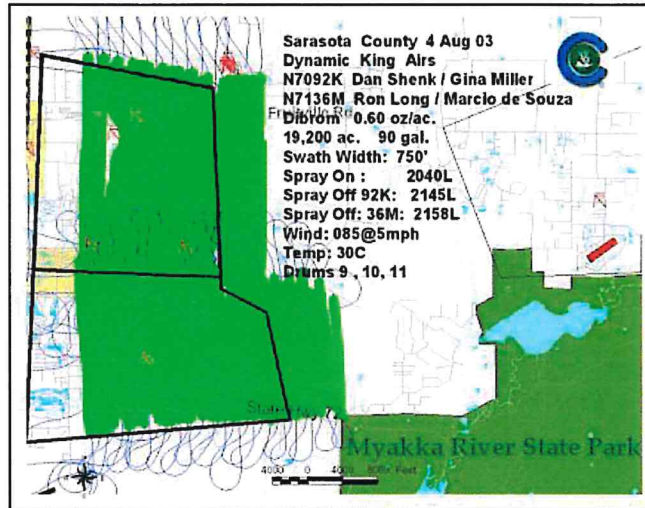 Sarasota County 4 Aug 03
Dynamic King Airs
N7092K Dan Shenk / Gina Miller
N7136M Ron Long / Marcio de Souza
Dibrom 0.60 oz/ac.
19,200 ac. 90 gal.
Swath Width: 750'
Spray On : 2040L
Spray Off 92K: 2145L
Spray Off: 36M: 2158L
Wind: 085@5mph
Temp: 30C
Drums 9 , 10, 11
Myakka River State Park
4000 0 4000 8000 Feet